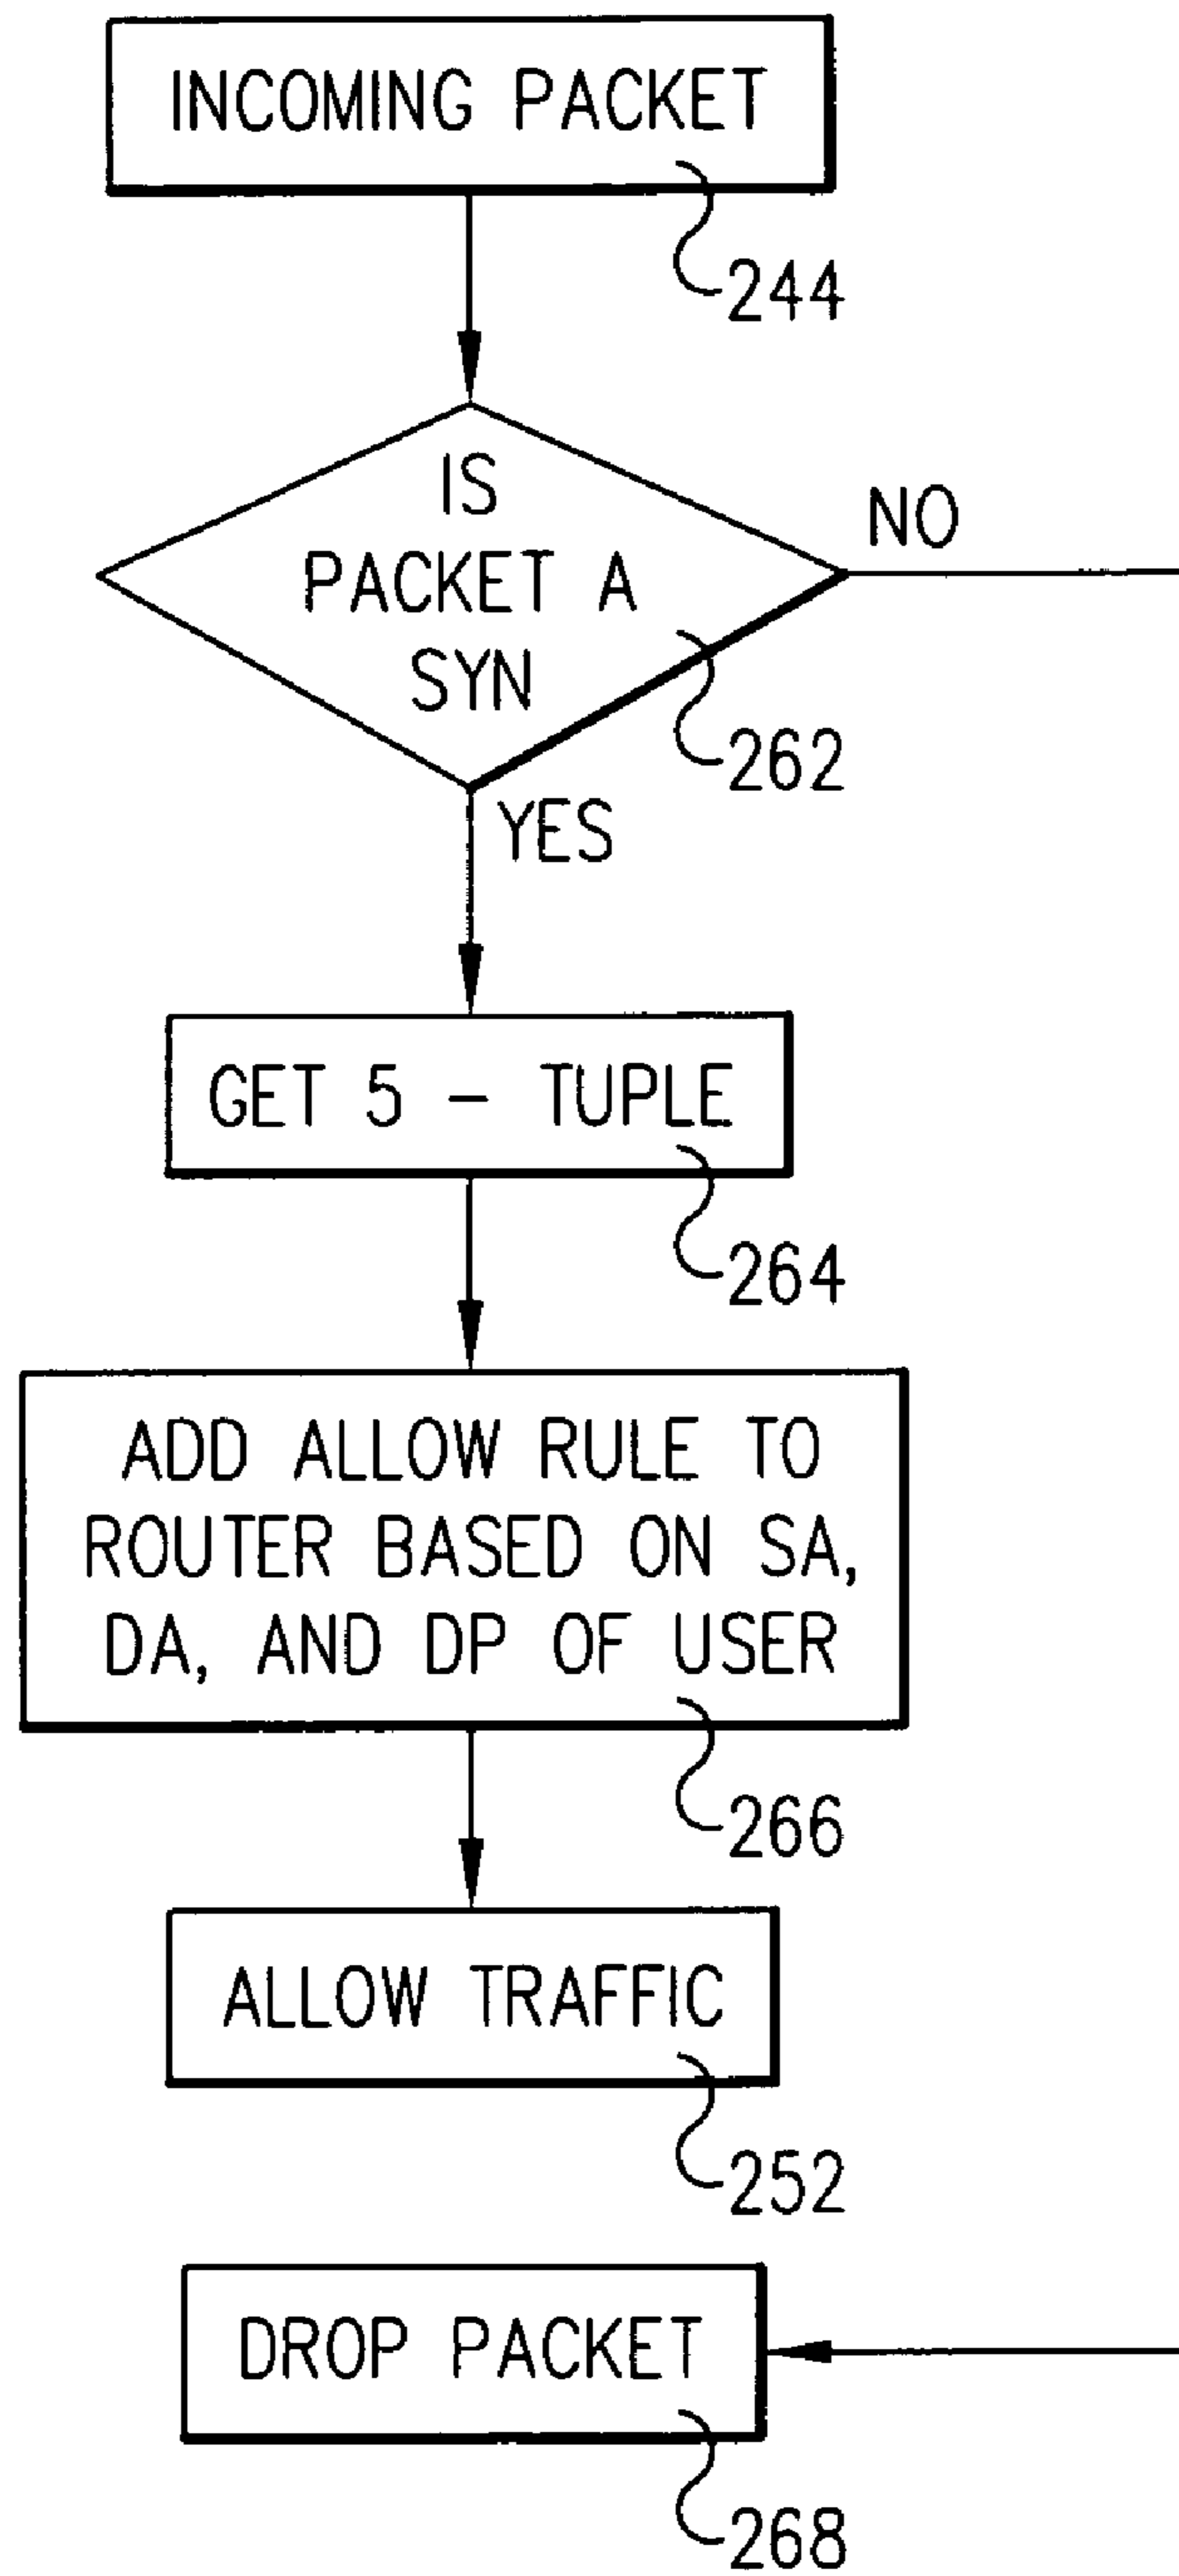 INCOMING PACKET
244
IS
PACKET A
SYN
NO
262
YES
GET 5 – TUPLE
264
ADD ALLOW RULE TO
ROUTER BASED ON SA,
DA, AND DP OF USER
266
ALLOW TRAFFIC
252
DROP PACKET
268